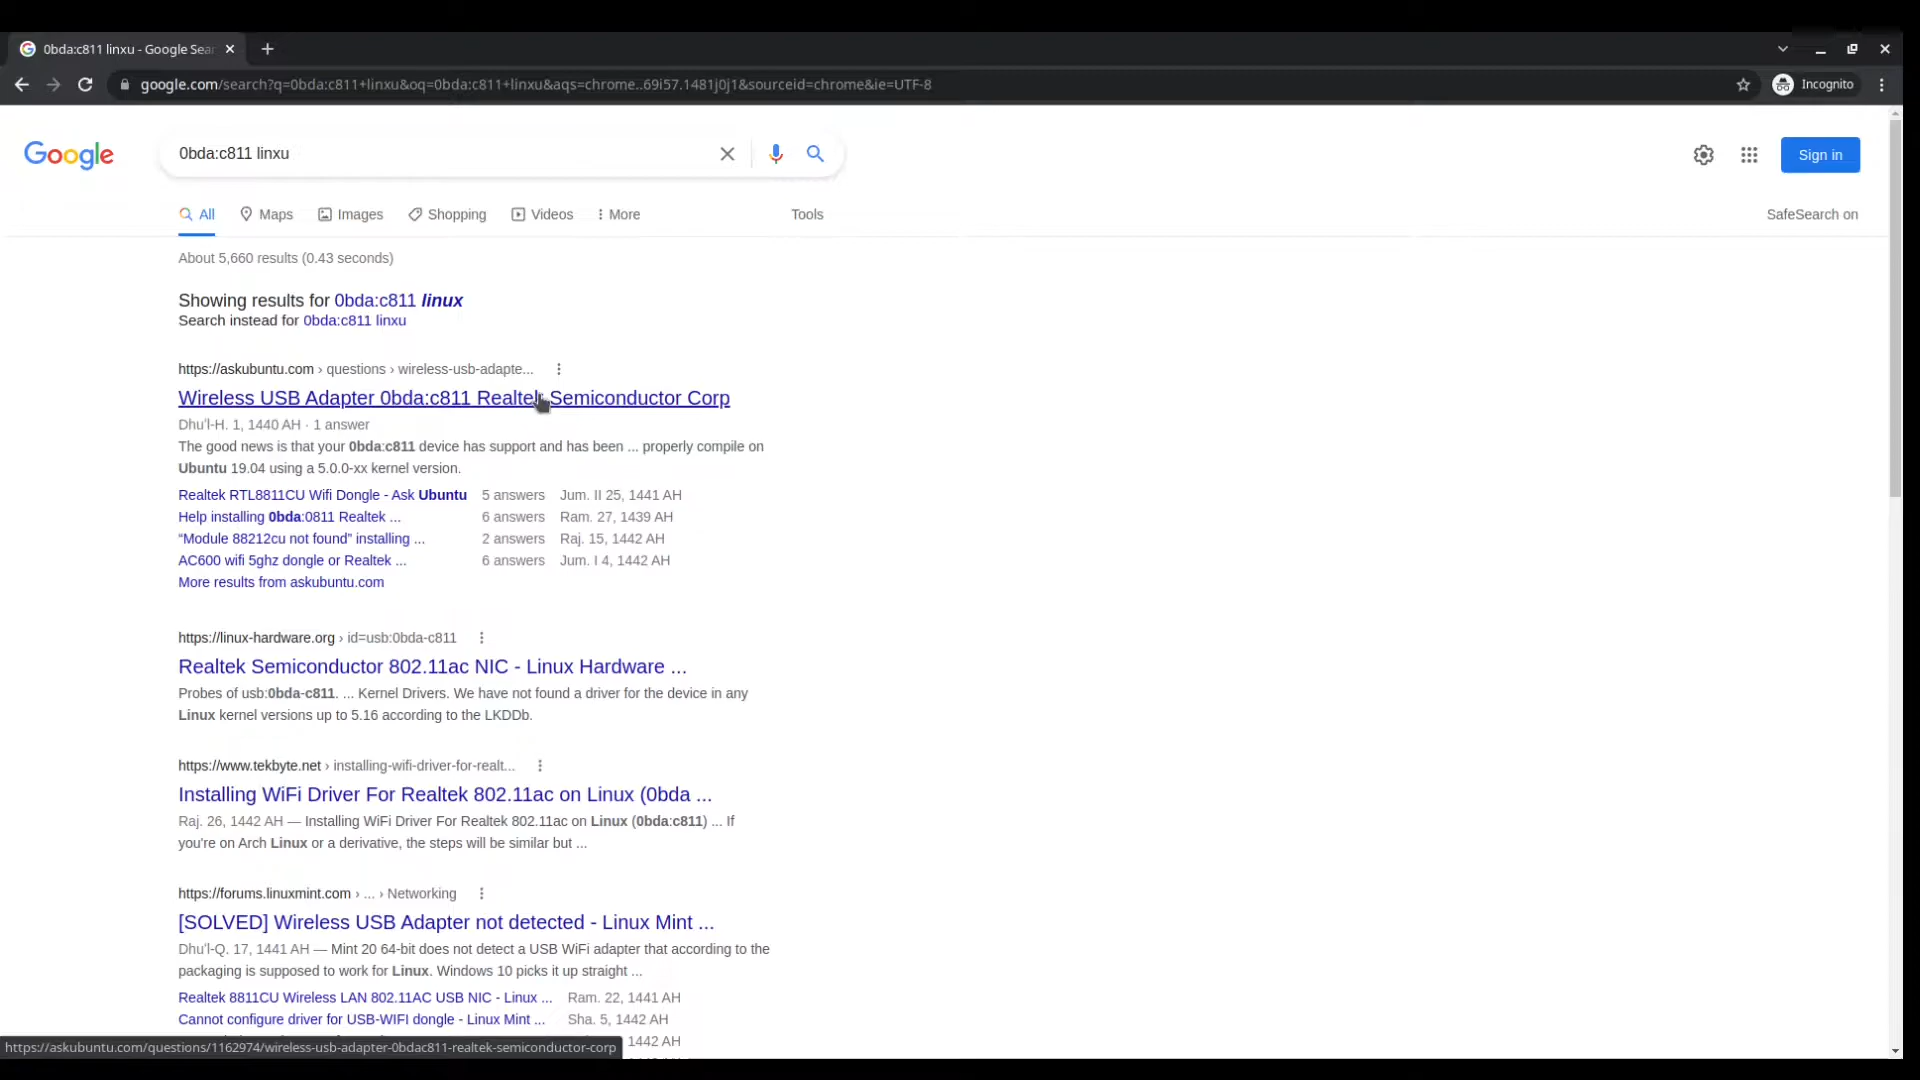 0bda:c811 linxu - Google Sear
google.com/search?q=0bda:c811+linxu&oq=0bda:c811+linxu&aqs=chrome..69i57.1481j0j1&sourceid=chrome&ie=UTF-8
Incognito
Google
0bda:c811 linxu
Sign in
All Maps Images Shopping Videos More Tools SafeSearch on
About 5,660 results (0.43 seconds)
Showing results for 0bda:c811 linux
Search instead for 0bda:c811 linxu
https://askubuntu.com › questions › wireless-usb-adapte...
Wireless USB Adapter 0bda:c811 Realtek Semiconductor Corp
Dhuʻl-H. 1, 1440 AH · 1 answer
The good news is that your 0bda:c811 device has support and has been ... properly compile on
Ubuntu 19.04 using a 5.0.0-xx kernel version.
Realtek RTL8811CU Wifi Dongle - Ask Ubuntu 5 answers Jum. II 25, 1441 AH
Help installing 0bda:0811 Realtek ... 6 answers Ram. 27, 1439 AH
“Module 88212cu not found” installing ... 2 answers Raj. 15, 1442 AH
AC600 wifi 5ghz dongle or Realtek ... 6 answers Jum. I 4, 1442 AH
More results from askubuntu.com
https://linux-hardware.org › id=usb:0bda-c811
Realtek Semiconductor 802.11ac NIC - Linux Hardware ...
Probes of usb:0bda-c811. ... Kernel Drivers. We have not found a driver for the device in any
Linux kernel versions up to 5.16 according to the LKDDb.
https://www.tekbyte.net › installing-wifi-driver-for-realt...
Installing WiFi Driver For Realtek 802.11ac on Linux (0bda ...
Raj. 26, 1442 AH — Installing WiFi Driver For Realtek 802.11ac on Linux (0bda:c811) ... If
you're on Arch Linux or a derivative, the steps will be similar but ...
https://forums.linuxmint.com › ... › Networking
[SOLVED] Wireless USB Adapter not detected - Linux Mint ...
Dhuʻl-Q. 17, 1441 AH — Mint 20 64-bit does not detect a USB WiFi adapter that according to the
packaging is supposed to work for Linux. Windows 10 picks it up straight ...
Realtek 8811CU Wireless LAN 802.11AC USB NIC - Linux ... Ram. 22, 1441 AH
Cannot configure driver for USB-WIFI dongle - Linux Mint ... Sha. 5, 1442 AH
1442 AH
https://askubuntu.com/questions/1162974/wireless-usb-adapter-0bdac811-realtek-semiconductor-corp